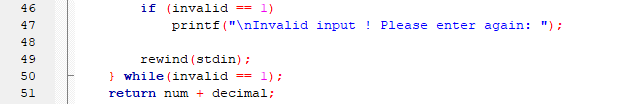 46 if (invalid == 1)
47 printf("\nInvalid input ! Please enter again: ");
48
49 rewind(stdin);
50 } while(invalid == 1);
51 return num + decimal;